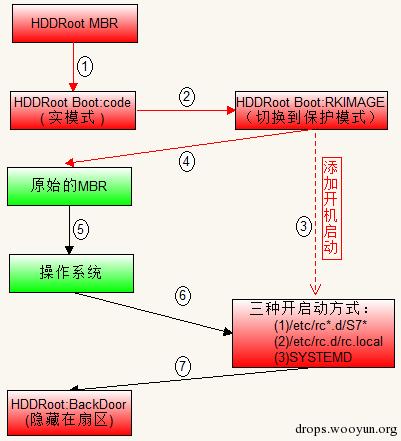 HDDRoot MBR
①
HDDRoot Boot:code
(实模式)
②
HDDRoot Boot:RKIMAGE
(切换到保护模式)
④
原始的MBR
③
添加开机启动
⑤
操作系统
⑥
三种开启动方式:
(1)/etc/rc*.d/S7*
(2)/etc/rc.d/rc.local
(3)SYSTEMD
⑦
HDDRoot:BackDoor
(隐藏在扇区)
drops.wooyun.org